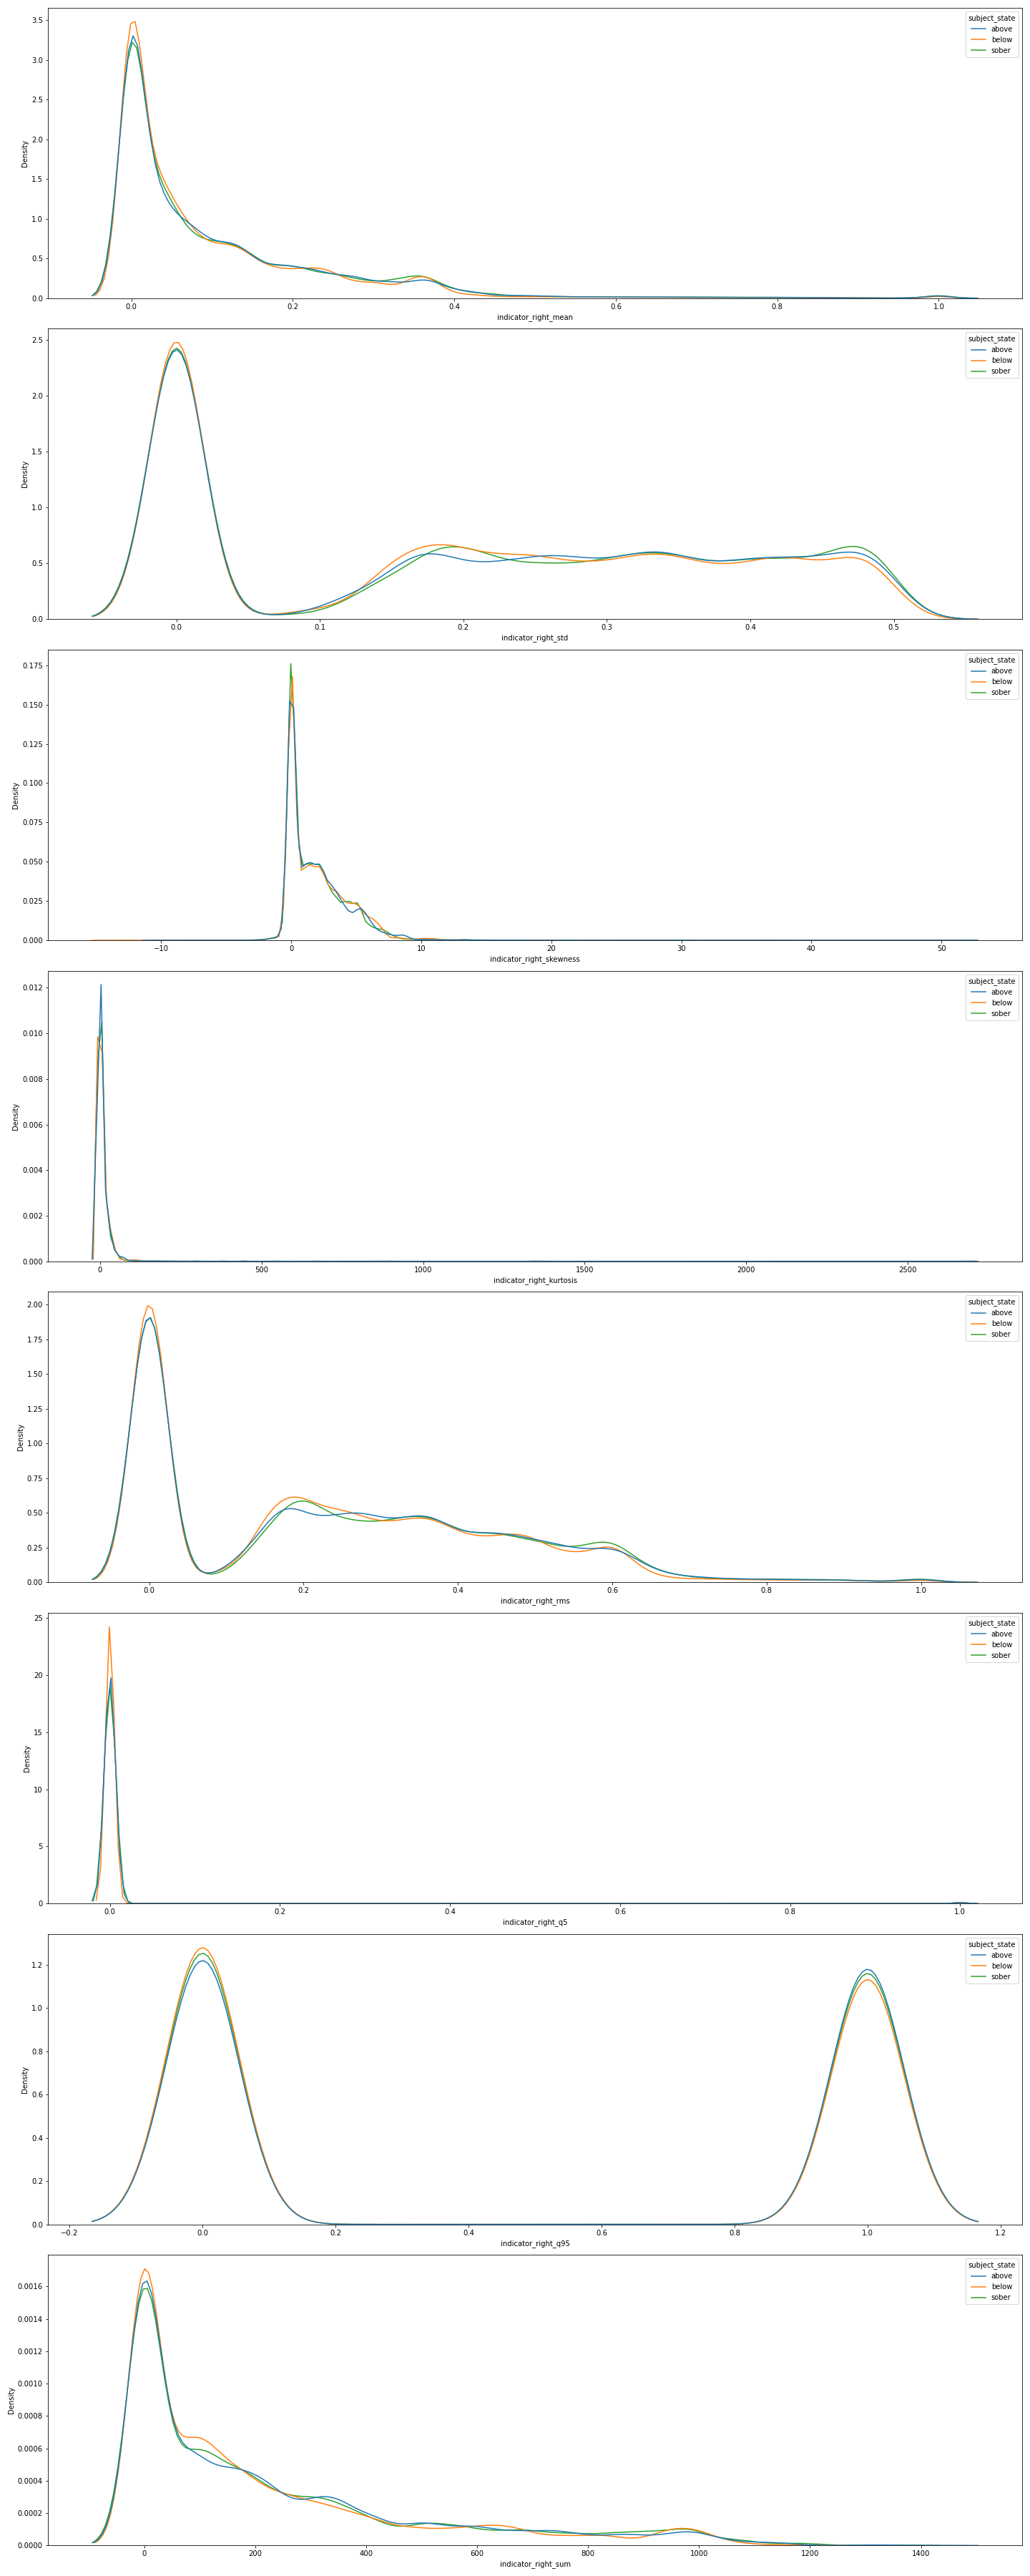 subject_state
above
below
sober
3.5
3.0
2.5
2.0
1.5
1.0
0.5
0.0
Density
0.0 0.2 0.4 0.6 0.8 1.0
indicator_right_mean
subject_state
above
below
sober
2.5
2.0
1.5
1.0
0.5
0.0
Density
0.0 0.1 0.2 0.3 0.4 0.5
indicator_right_std
subject_state
above
below
sober
0.175
0.150
0.125
0.100
0.075
0.050
0.025
0.000
Density
−10 0 10 20 30 40 50
indicator_right_skewness
subject_state
above
below
sober
0.012
0.010
0.008
0.006
0.004
0.002
0.000
Density
0 500 1000 1500 2000 2500
indicator_right_kurtosis
subject_state
above
below
sober
2.00
1.75
1.50
1.25
1.00
0.75
0.50
0.25
0.00
Density
0.0 0.2 0.4 0.6 0.8 1.0
indicator_right_rms
subject_state
above
below
sober
25
20
15
10
5
0
Density
0.0 0.2 0.4 0.6 0.8 1.0
indicator_right_q5
subject_state
above
below
sober
1.2
1.0
0.8
0.6
0.4
0.2
0.0
Density
−0.2 0.0 0.2 0.4 0.6 0.8 1.0 1.2
indicator_right_q95
subject_state
above
below
sober
0.0016
0.0014
0.0012
0.0010
0.0008
0.0006
0.0004
0.0002
0.0000
Density
0 200 400 600 800 1000 1200 1400
indicator_right_sum